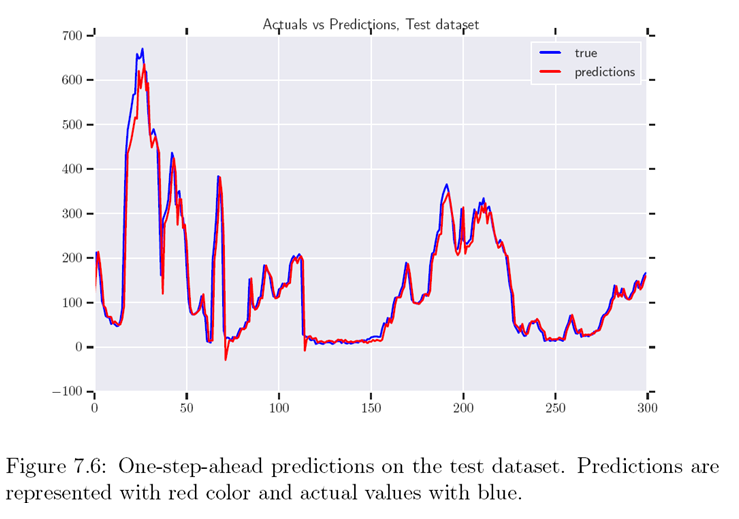 Actuals vs Predictions, Test dataset
700
600
500
400
300
200
100
0
−100
0 50 100 150 200 250 300
true
predictions
Figure 7.6: One-step-ahead predictions on the test dataset. Predictions are
represented with red color and actual values with blue.